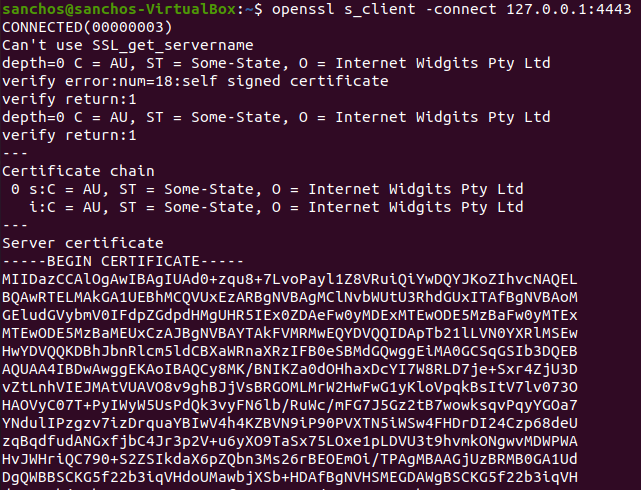 sanchos@sanchos-VirtualBox:~$ openssl s_client -connect 127.0.0.1:4443
CONNECTED(00000003)
Can't use SSL_get_servername
depth=0 C = AU, ST = Some-State, O = Internet Widgits Pty Ltd
verify error:num=18:self signed certificate
verify return:1
depth=0 C = AU, ST = Some-State, O = Internet Widgits Pty Ltd
verify return:1
---
Certificate chain
 0 s:C = AU, ST = Some-State, O = Internet Widgits Pty Ltd
   i:C = AU, ST = Some-State, O = Internet Widgits Pty Ltd
---
Server certificate
-----BEGIN CERTIFICATE-----
MIIDazCCAlOgAwIBAgIUAd0+zqu8+7LvoPayl1Z8VRuiQiYwDQYJKoZIhvcNAQEL
BQAwRTELMAkGA1UEBhMCQVUxEzARBgNVBAgMClNvbWUtU3RhdGUxITAfBgNVBAoM
GEludGVybmV0IFdpZGdpdHMgUHR5IEx0ZDAeFw0yMDExMTEwODE5MzBaFw0yMTEx
MTEwODE5MzBaMEUxCzAJBgNVBAYTAkFVMRMwEQYDVQQIDApTb21lLVN0YXRlMSEw
HwYDVQQKDBhJbnRlcm5ldCBXaWRnaXRzIFB0eSBMdGQwggEiMA0GCSqGSIb3DQEB
AQUAA4IBDwAwggEKAoIBAQCy8MK/BNIKZa0dOHhaxDcYI7W8RLD7je+Sxr4ZjU3D
vZtLnhVIEJMAtVUAVO8v9ghBJjVsBRGOMLMrW2HwFwG1yKloVpqkBsItV7lv073O
HAOVyC07T+PyIWyW5UsPdQk3vyFN6lb/RuWc/mFG7J5Gz2tB7wowksqvPqyYGOa7
YNdulIPzgzv7izDrquaYBIwV4h4KZBVN9iP90PVXTN5iWSw4FHDrDI24Czp68deU
zqBqdfudANGxfjbC4Jr3p2V+u6yXO9TaSx75LOxe1pLDVU3t9hvmkONgwvMDWPWA
HvJWHriQC790+S2ZSIkdaX6pZQbn3Ms26rBEOEmOi/TPAgMBAAGjUzBRMB0GA1Ud
DgQWBBSCKG5f22b3iqVHdoUMawbjXSb+HDAfBgNVHSMEGDAWgBSCKG5f22b3iqVH